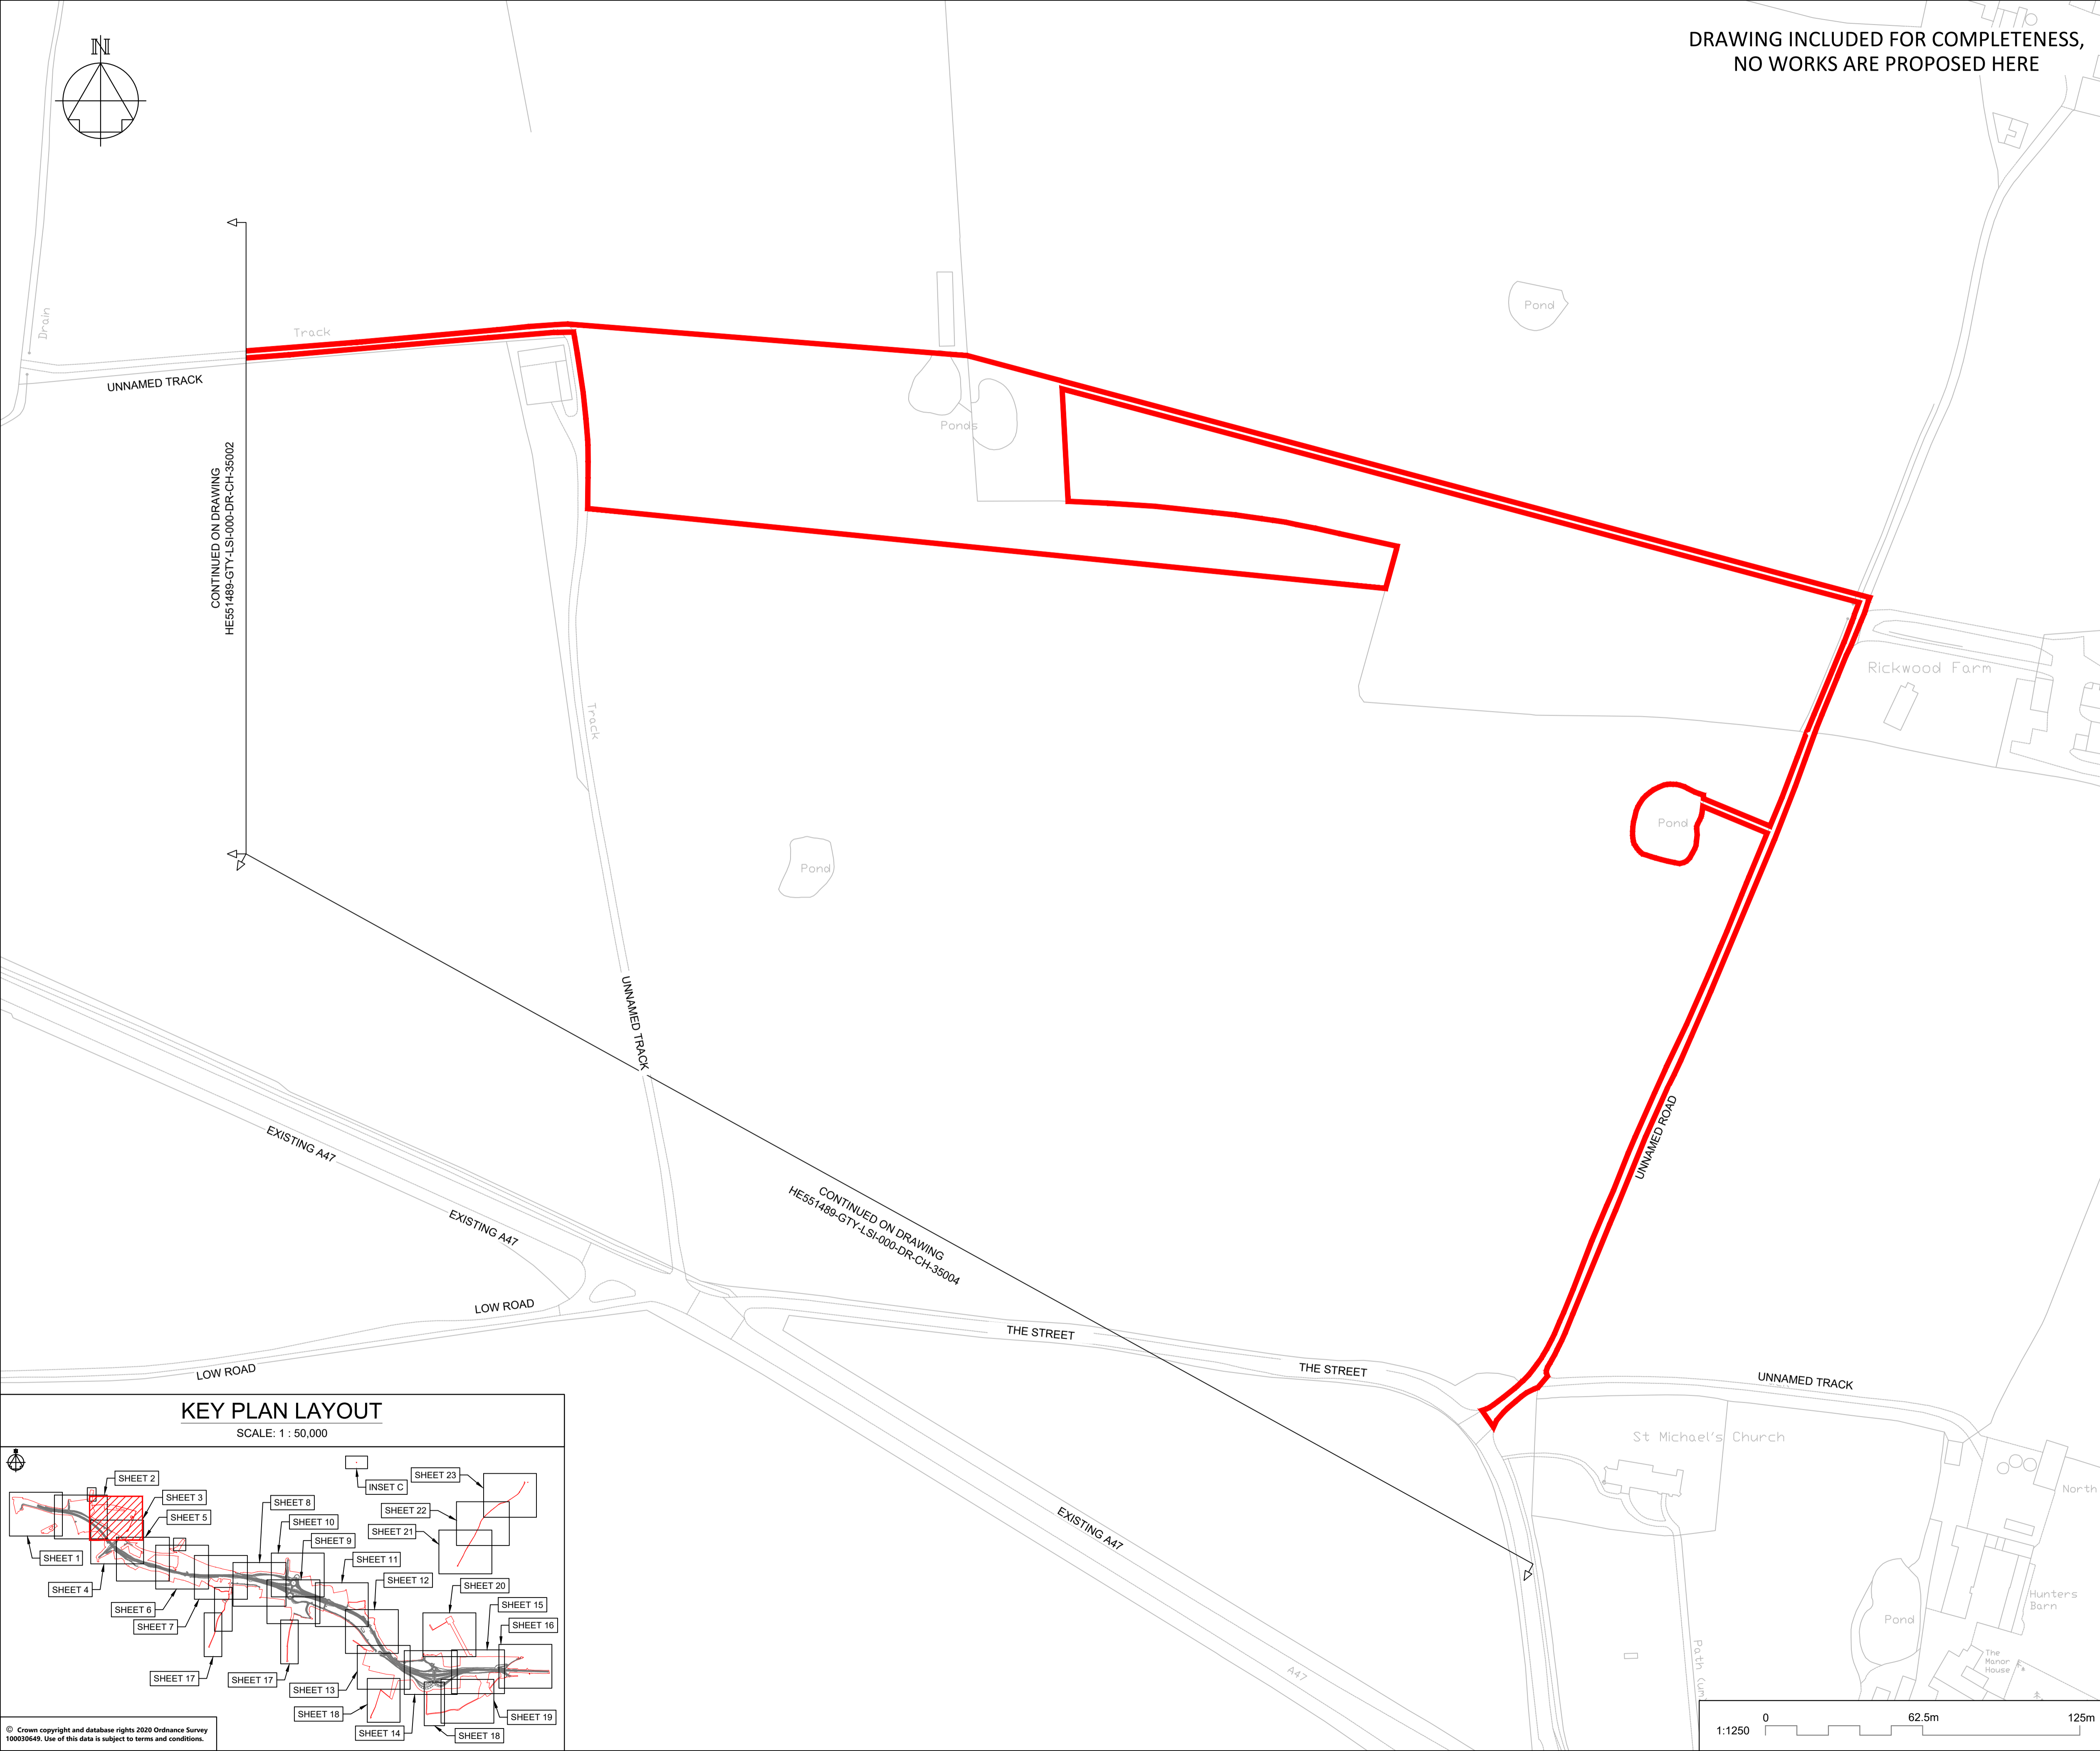 N
DRAWING INCLUDED FOR COMPLETENESS,
NO WORKS ARE PROPOSED HERE
Drain
Track
UNNAMED TRACK
CONTINUED ON DRAWING
HE551489-GTY-LSI-000-DR-CH-35002
Pond
Ponds
Rickwood Farm
Track
Pond
Pond
UNNAMED TRACK
UNNAMED ROAD
EXISTING A47
EXISTING A47
CONTINUED ON DRAWING
HE551489-GTY-LSI-000-DR-CH-35004
LOW ROAD
LOW ROAD
THE STREET
THE STREET
UNNAMED TRACK
St Michael's Church
North
EXISTING A47
A47
Hunters
Barn
Pond
The
Manor
House
Path (um
KEY PLAN LAYOUT
SCALE: 1 : 50,000
SHEET 2
SHEET 3
SHEET 5
SHEET 1
SHEET 4
SHEET 6
SHEET 7
SHEET 17
SHEET 8
SHEET 10
SHEET 9
SHEET 11
SHEET 12
SHEET 17
SHEET 13
SHEET 18
SHEET 14
INSET C
SHEET 23
SHEET 22
SHEET 21
SHEET 20
SHEET 15
SHEET 16
SHEET 19
SHEET 18
© Crown copyright and database rights 2020 Ordnance Survey
100030649. Use of this data is subject to terms and conditions.
1:1250
0
62.5m
125m